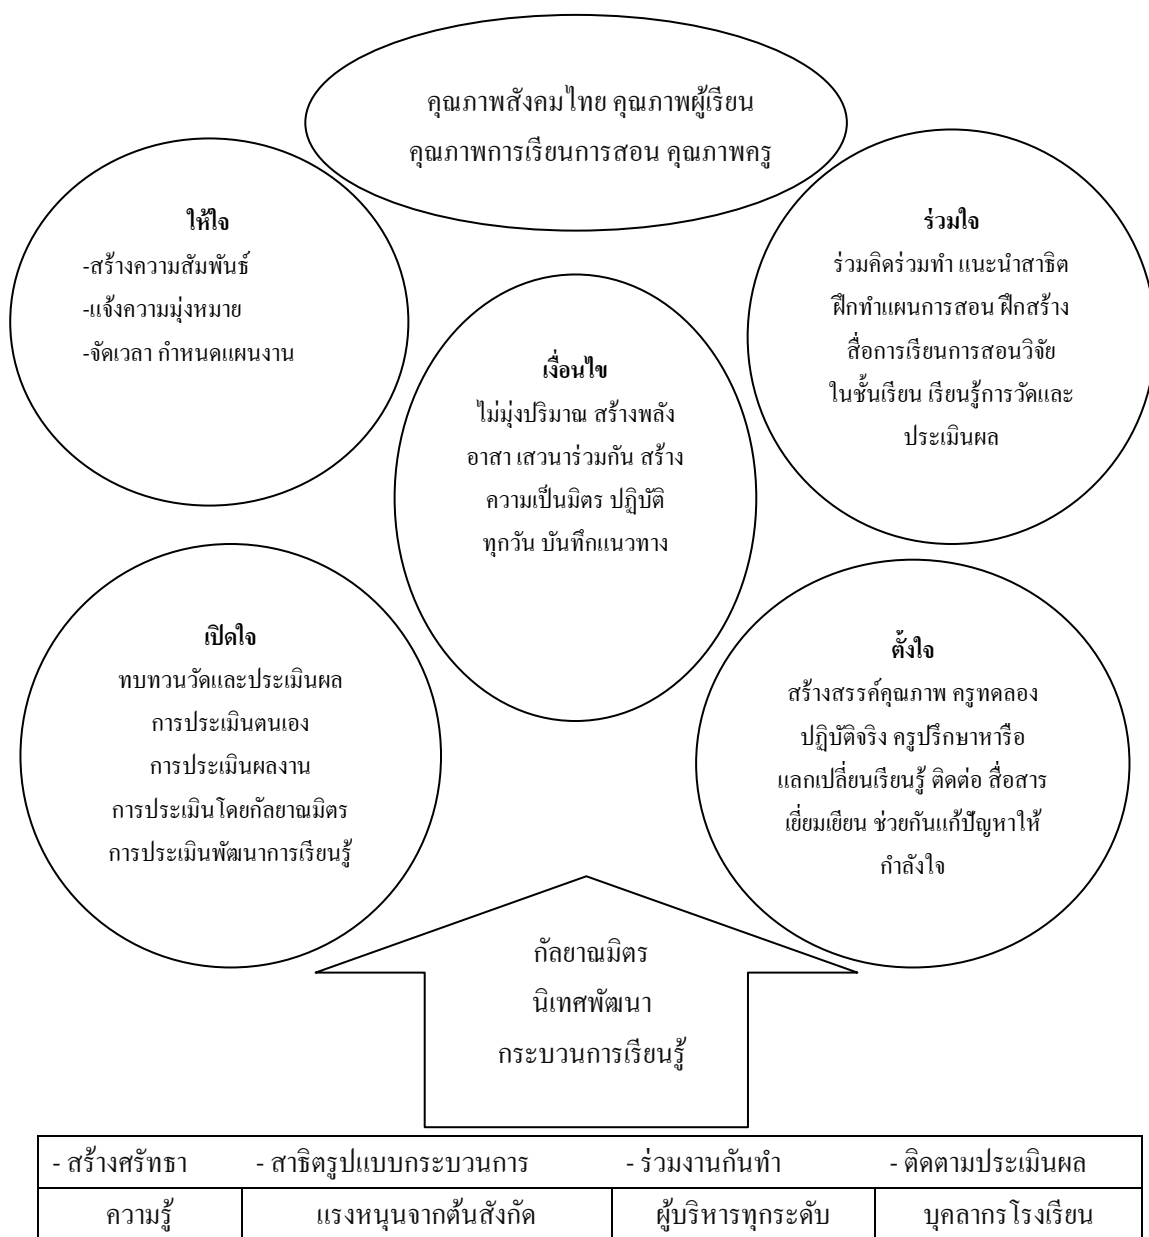 คุณภาพสังคมไทย คุณภาพผู้เรียน
คุณภาพการเรียนการสอน คุณภาพครู
ให้ใจ
-สร้างความสัมพันธ์
-แจ้งความมุ่งหมาย
-จัดเวลา กำหนดแผนงาน
ร่วมใจ
ร่วมคิดร่วมทำ แนะนำสาธิต
ฝึกทำแผนการสอน ฝึกสร้าง
สื่อการเรียนการสอนวิจัย
ในชั้นเรียน เรียนรู้การวัดและ
ประเมินผล
เงื่อนไข
ไม่มุ่งปริมาณ สร้างพลัง
อาสา เสวนาร่วมกัน สร้าง
ความเป็นมิตร ปฏิบัติ
ทุกวัน บันทึกแนวทาง
เปิดใจ
ทบทวนวัดและประเมินผล
การประเมินตนเอง
การประเมินผลงาน
การประเมินโดยกัลยาณมิตร
การประเมินพัฒนาการเรียนรู้
ตั้งใจ
สร้างสรรค์คุณภาพ ครูทดลอง
ปฏิบัติจริง ครูปรึกษาหารือ
แลกเปลี่ยนเรียนรู้ ติดต่อ สื่อสาร
เยี่ยมเยียน ช่วยกันแก้ปัญหาให้
กำลังใจ
กัลยาณมิตร
นิเทศพัฒนา
กระบวนการเรียนรู้
- สร้างศรัทธา - สาธิตรูปแบบกระบวนการ - ร่วมงานกันทำ - ติดตามประเมินผล
ความรู้ แรงหนุนจากต้นสังกัด ผู้บริหารทุกระดับ บุคลากรโรงเรียน